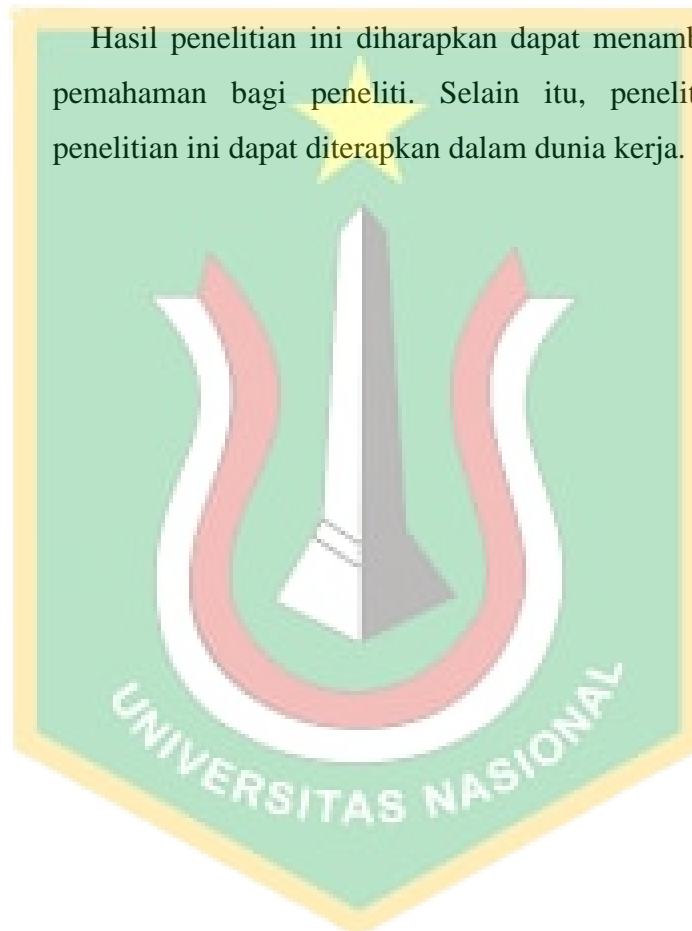 Hasil penelitian ini diharapkan dapat menamb
pemahaman bagi peneliti. Selain itu, penelit
penelitian ini dapat diterapkan dalam dunia kerja.
UNIVERSITAS NASIONAL